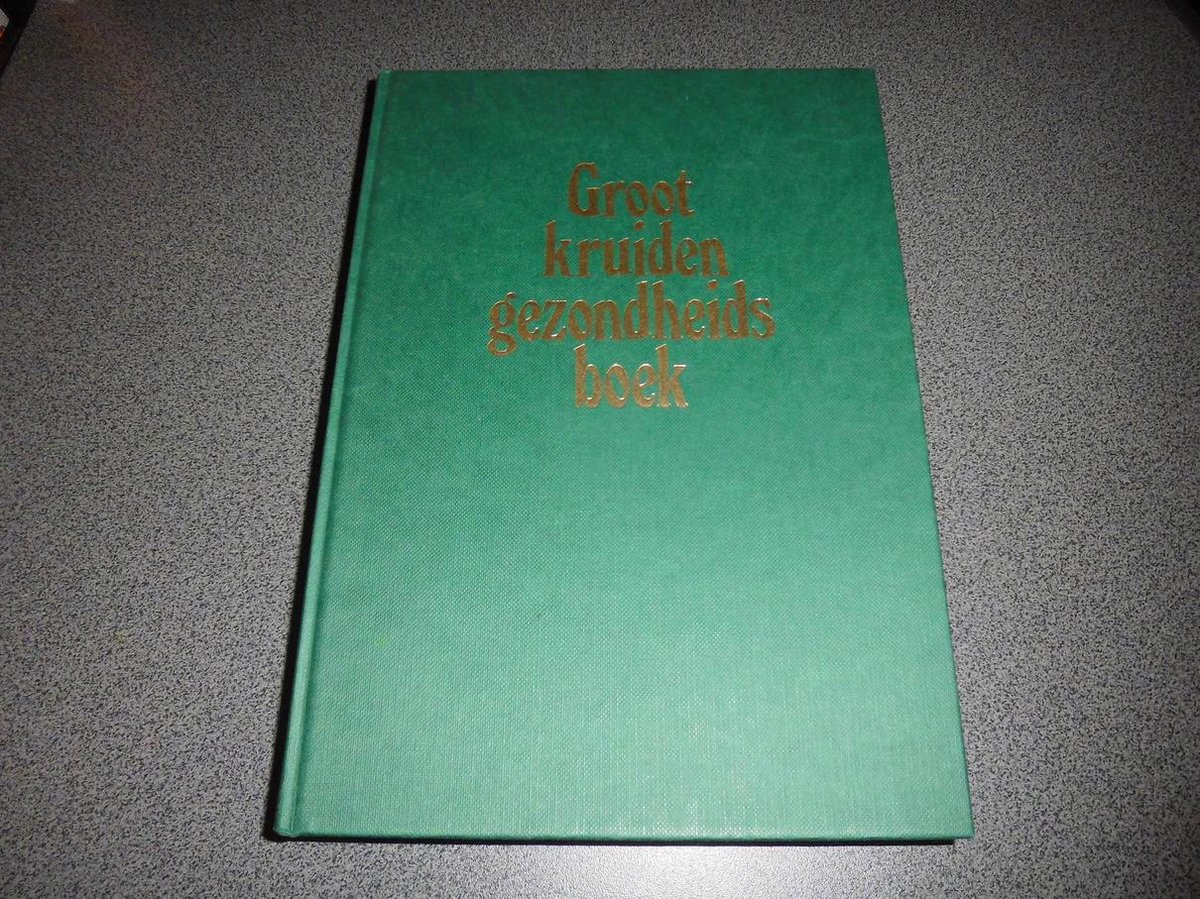 Groot
kruiden
gezondheids
boek